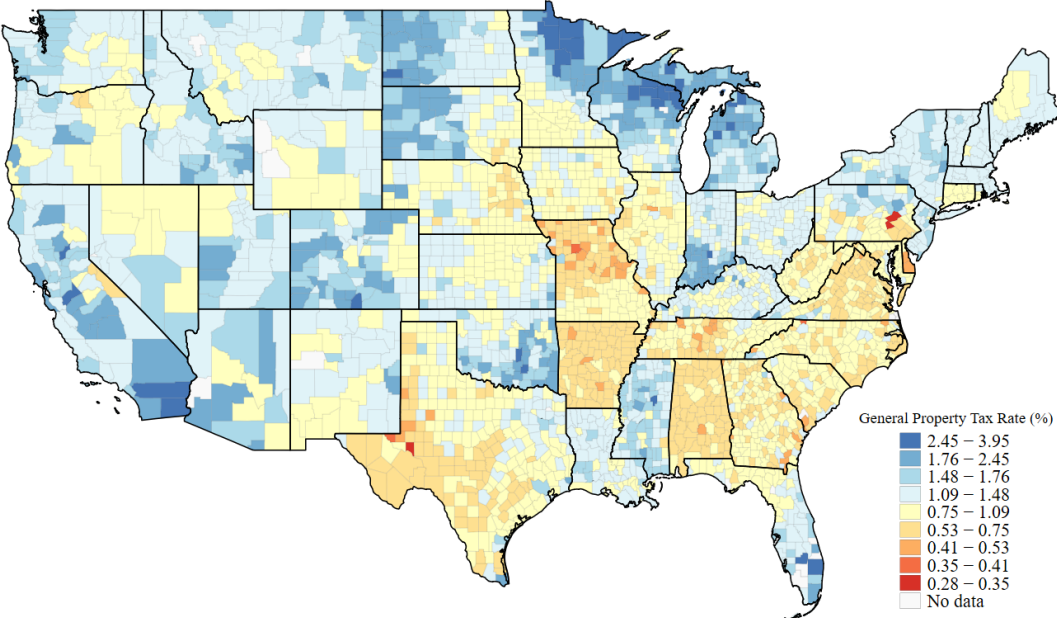 General Property Tax Rate (%)
2.45 − 3.95
1.76 − 2.45
1.48 − 1.76
1.09 − 1.48
0.75 − 1.09
0.53 − 0.75
0.41 − 0.53
0.35 − 0.41
0.28 − 0.35
No data